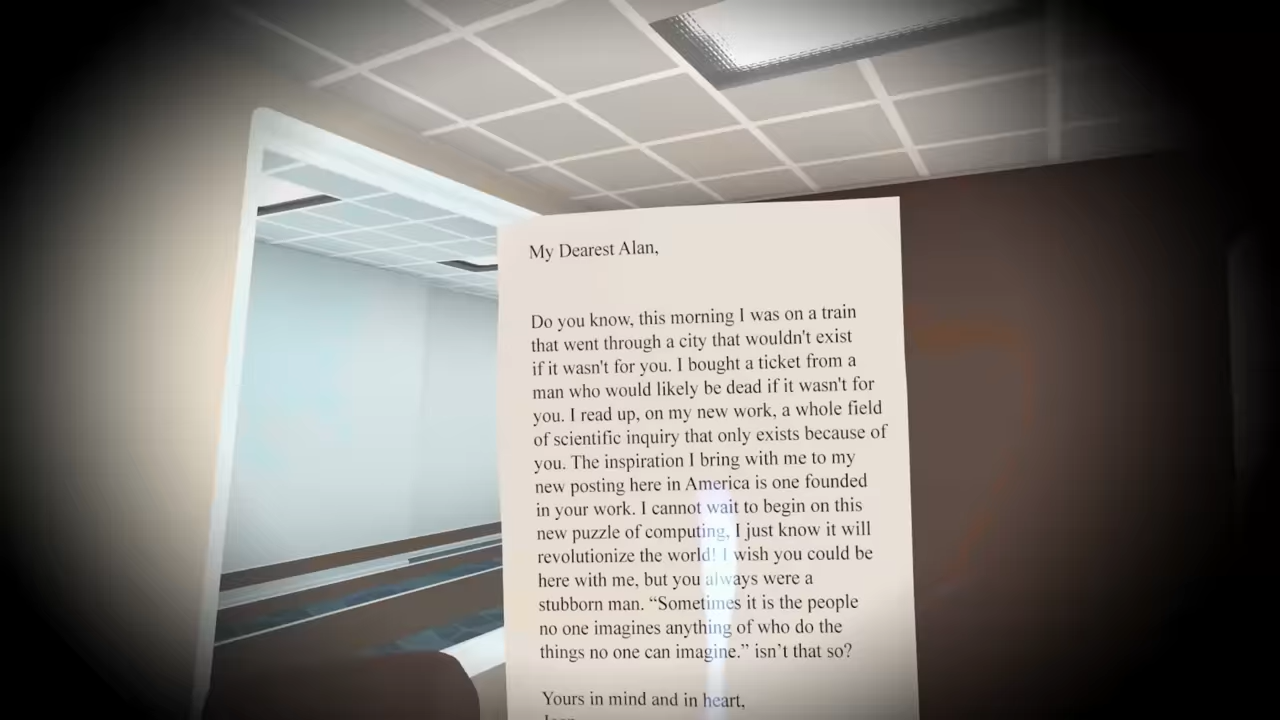 My Dearest Alan,
Do you know, this morning I was on a train
that went through a city that wouldn't exist
if it wasn't for you. I bought a ticket from a
man who would likely be dead if it wasn't for
you. I read up, on my new work, a whole field
of scientific inquiry that only exists because of
you. The inspiration I bring with me to my
new posting here in America is one founded
in your work. I cannot wait to begin on this
new puzzle of computing, I just know it will
revolutionize the world! I wish you could be
here with me, but you always were a
stubborn man. “Sometimes it is the people
no one imagines anything of who do the
things no one can imagine.” isn’t that so?
Yours in mind and in heart,